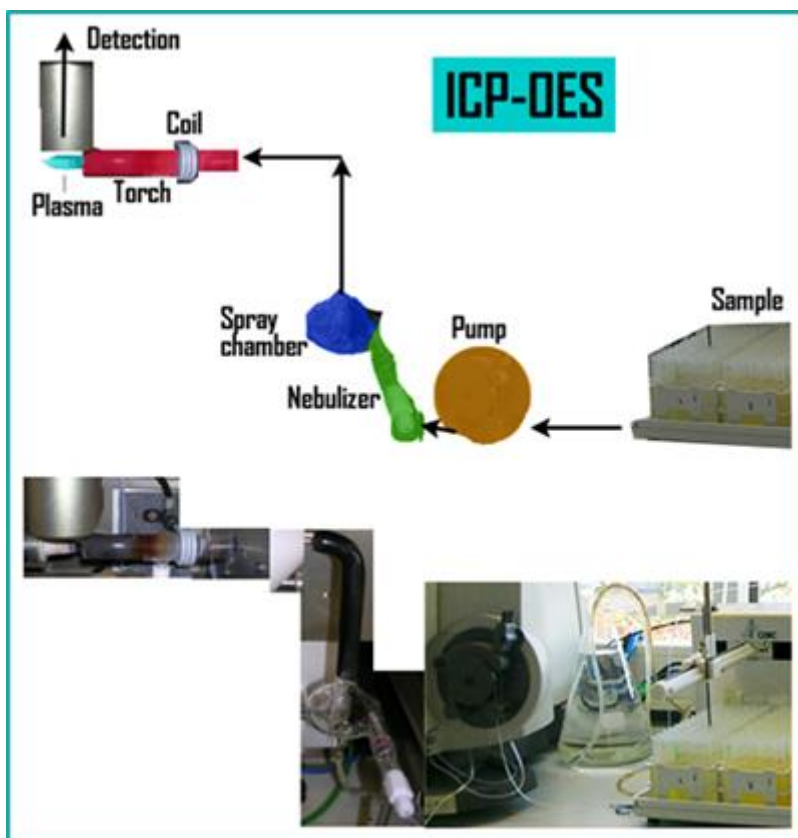 Detection
ICP-OES
Coil
Torch
Plasma
Sample
Spray
chamber
Pump
Nebulizer